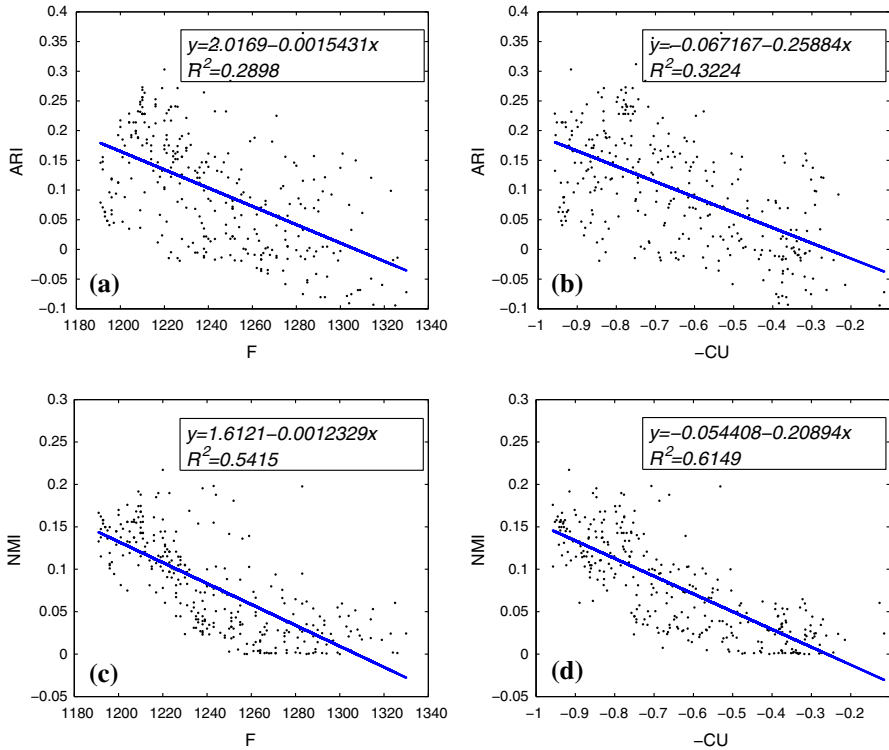 0.4
0.35
0.3
0.25
0.2
0.15
0.1
0.05
0
−0.05
−0.1
ARI
y=2.0169−0.0015431x
R²=0.2898
(a)
1180 1200 1220 1240 1260 1280 1300 1320 1340
F
0.4
0.35
0.3
0.25
0.2
0.15
0.1
0.05
0
−0.05
−0.1
ARI
y=−0.067167−0.25884x
R²=0.3224
(b)
−1 −0.9 −0.8 −0.7 −0.6 −0.5 −0.4 −0.3 −0.2
−CU
0.3
0.25
0.2
0.15
0.1
0.05
0
−0.05
NMI
y=1.6121−0.0012329x
R²=0.5415
(c)
1180 1200 1220 1240 1260 1280 1300 1320 1340
F
0.3
0.25
0.2
0.15
0.1
0.05
0
−0.05
NMI
y=−0.054408−0.20894x
R²=0.6149
(d)
−1 −0.9 −0.8 −0.7 −0.6 −0.5 −0.4 −0.3 −0.2
−CU